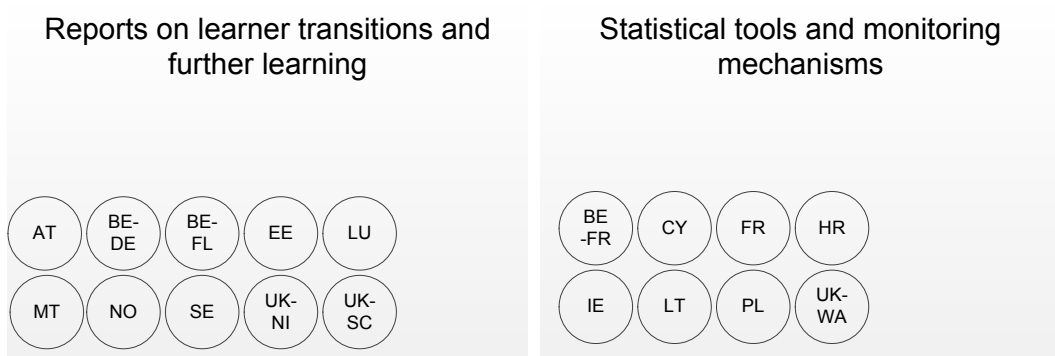 Reports on learner transitions and
further learning
AT
BE-
DE
BE-
FL
EE
LU
MT
NO
SE
UK-
NI
UK-
SC
Statistical tools and monitoring
mechanisms
BE
-FR
CY
FR
HR
IE
LT
PL
UK-
WA